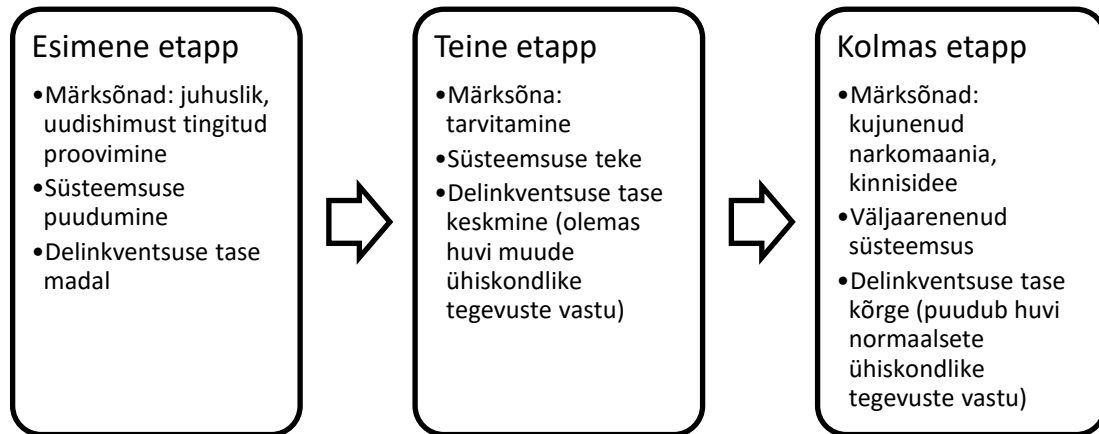 Esimene etapp
•Märksõnad: juhuslik,
uudishimust tingitud
proovimine
•Süsteemsuse
puudumine
•Delinkventsuse tase
madal
Teine etapp
•Märksõna:
tarvitamine
•Süsteemsuse teke
•Delinkventsuse tase
keskmine (olemas
huvi muude
ühiskondlike
tegevuste vastu)
Kolmas etapp
•Märksõnad:
kujunenud
narkomaania,
kinnisidee
•Väljaarenenud
süsteemsus
•Delinkventsuse tase
kõrge (puudub huvi
normaalsete
ühiskondlike
tegevuste vastu)